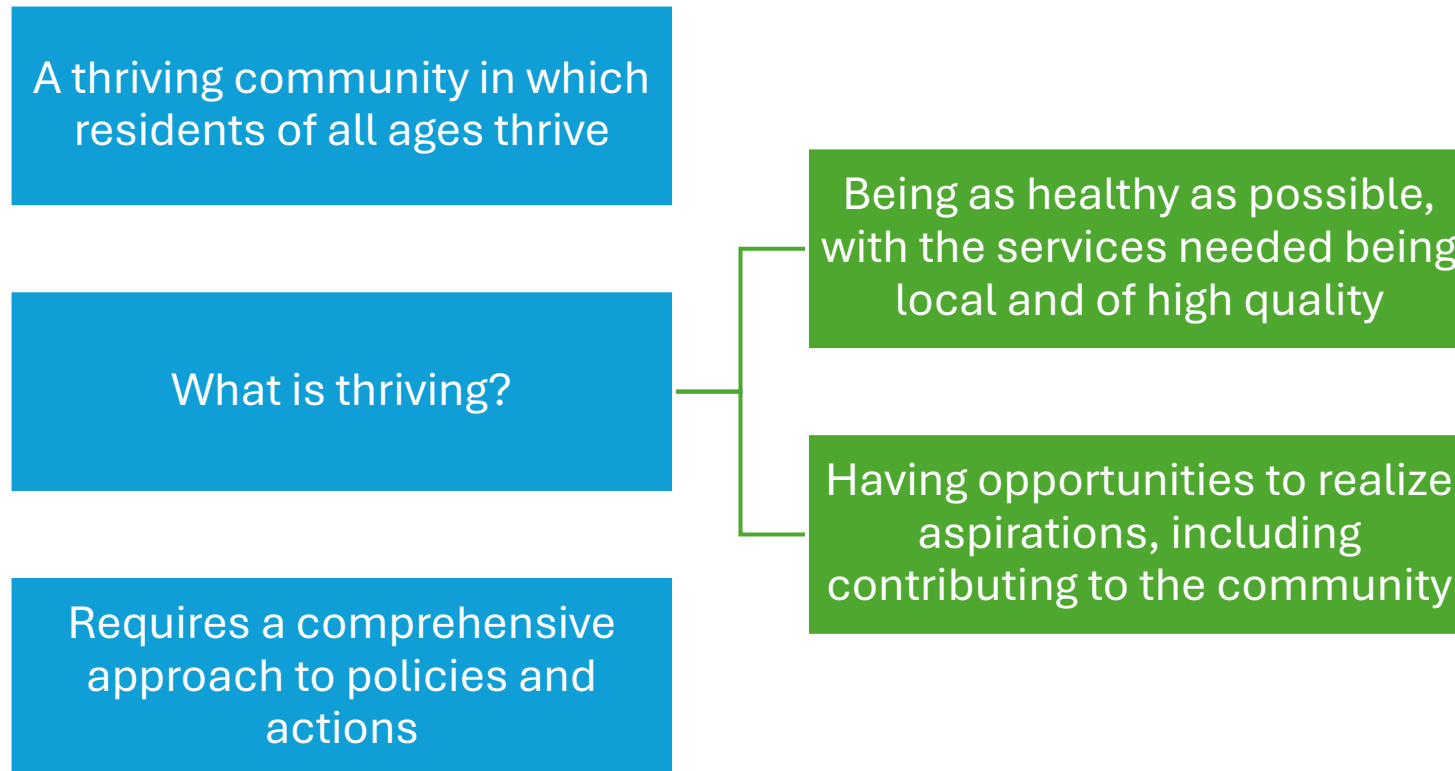 A thriving community in which
residents of all ages thrive
What is thriving?
Being as healthy as possible,
with the services needed being
local and of high quality
Having opportunities to realize
aspirations, including
contributing to the community
Requires a comprehensive
approach to policies and
actions